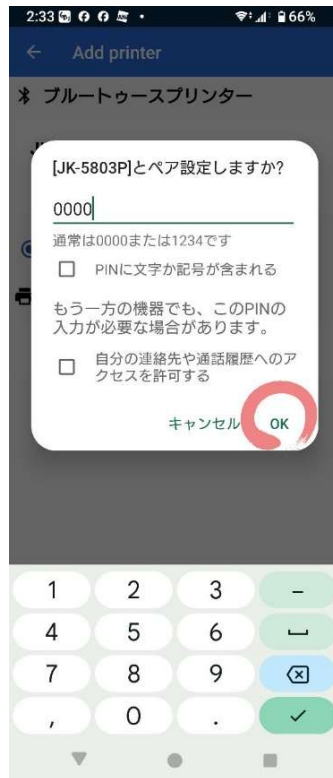 2:33 66%
Add printer
ブルートゥースプリンター
[JK-5803P]とペア設定しますか?
0000
通常は0000または1234です
PINに文字か記号が含まれる
もう一方の機器でも、このPINの
入力が必要な場合があります。
自分の連絡先や通話履歴へのア
クセスを許可する
キャンセル OK
1 2 3 −
4 5 6 ⎵
7 8 9
, 0 .